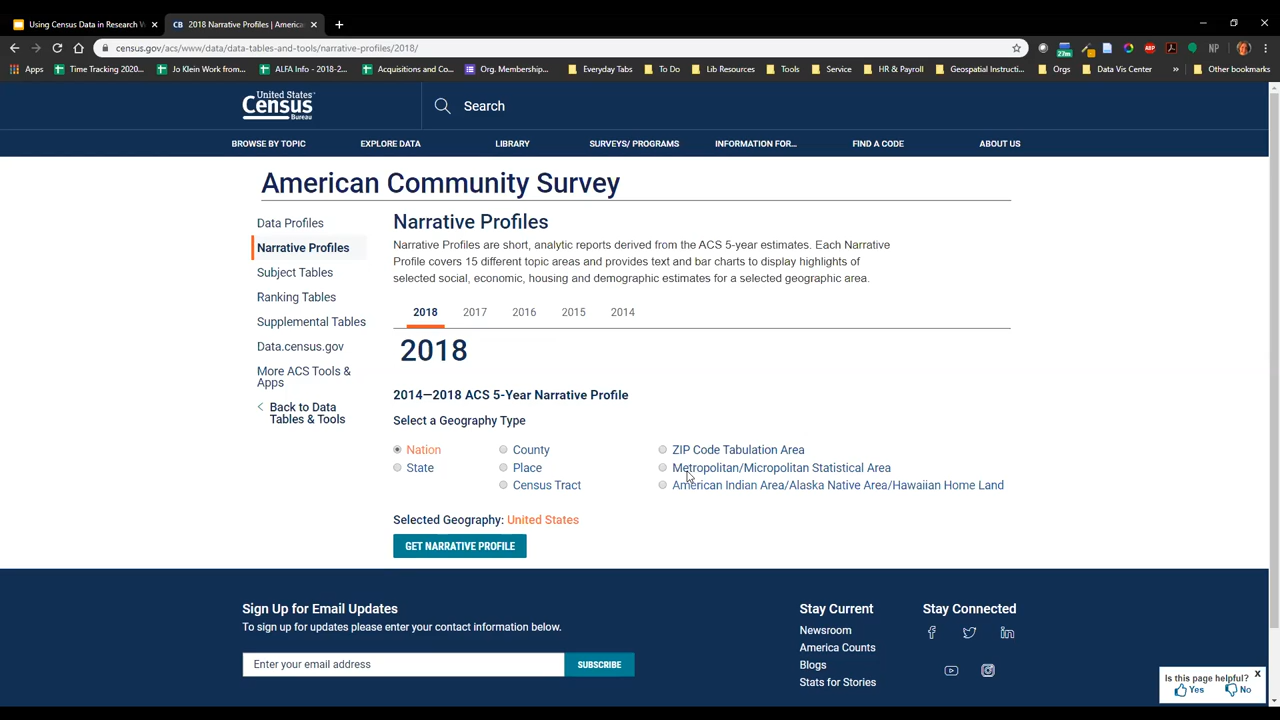 Using Census Data in Research W
CB 2018 Narrative Profiles | America
census.gov/acs/www/data/data-tables-and-tools/narrative-profiles/2018/
27m ABP NP
Apps Time Tracking 2020... Jo Klein Work from... ALFA Info - 2018-2... Acquisitions and Co... Org. Membership... Everyday Tabs To Do Lib Resources Tools Service HR & Payroll Geospatial Instructi... Orgs Data Vis Center » Other bookmarks
United States®
Census
Bureau
Search
BROWSE BY TOPIC EXPLORE DATA LIBRARY SURVEYS/ PROGRAMS INFORMATION FOR... FIND A CODE ABOUT US
American Community Survey
Data Profiles
Narrative Profiles
Subject Tables
Ranking Tables
Supplemental Tables
Data.census.gov
More ACS Tools &
Apps
Back to Data
Tables & Tools
Narrative Profiles
Narrative Profiles are short, analytic reports derived from the ACS 5-year estimates. Each Narrative
Profile covers 15 different topic areas and provides text and bar charts to display highlights of
selected social, economic, housing and demographic estimates for a selected geographic area.
2018 2017 2016 2015 2014
2018
2014—2018 ACS 5-Year Narrative Profile
Select a Geography Type
Nation County ZIP Code Tabulation Area
State Place Metropolitan/Micropolitan Statistical Area
Census Tract American Indian Area/Alaska Native Area/Hawaiian Home Land
Selected Geography: United States
GET NARRATIVE PROFILE
Sign Up for Email Updates
To sign up for updates please enter your contact information below.
Enter your email address SUBSCRIBE
Stay Current
Newsroom
America Counts
Blogs
Stats for Stories
Stay Connected
Is this page helpful? X
Yes No